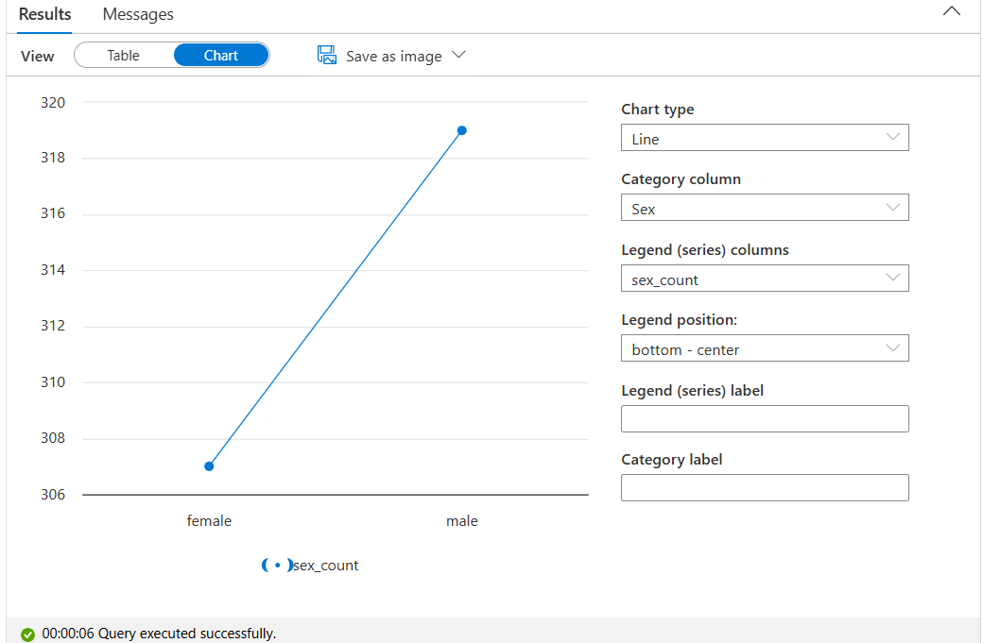 Results Messages
View Table Chart Save as image
320
318
316
314
312
310
308
306
female male
sex_count
Chart type
Line
Category column
Sex
Legend (series) columns
sex_count
Legend position:
bottom - center
Legend (series) label
Category label
00:00:06 Query executed successfully.